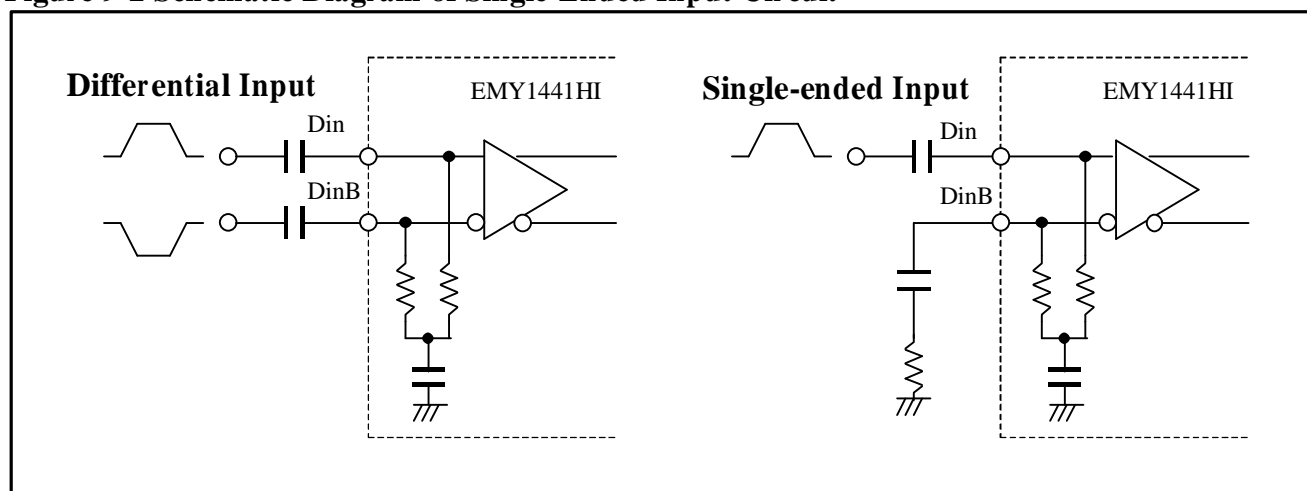 Differential Input
EMY1441HI
Din
DinB
Single-ended Input
EMY1441HI
Din
DinB